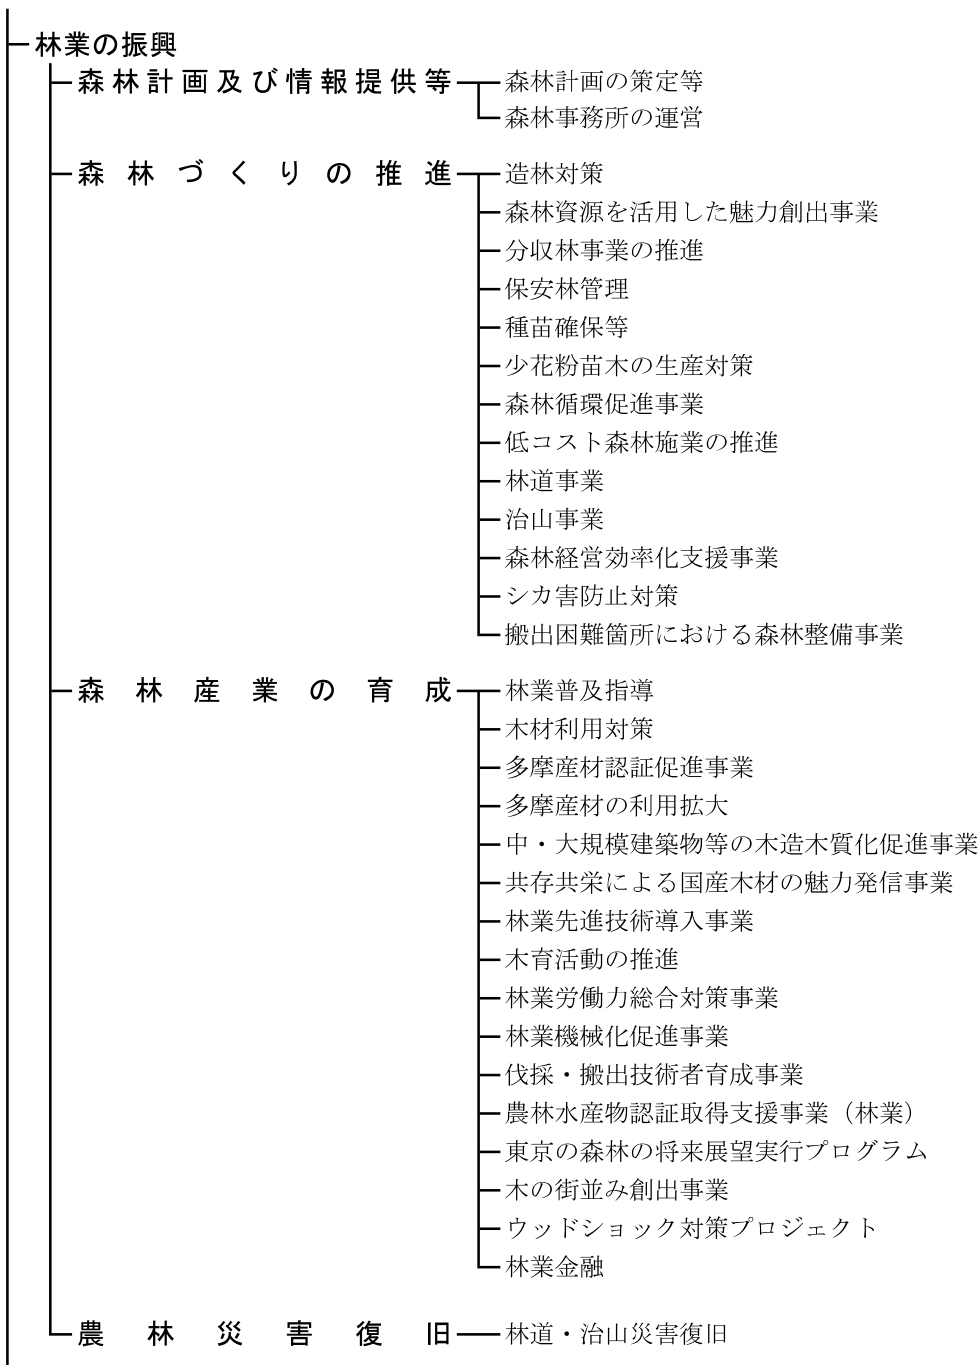 林業の振興
森林計画及び情報提供等 森林計画の策定等
森林事務所の運営
森林づくりの推進 造林対策
森林資源を活用した魅力創出事業
分収林事業の推進
保安林管理
種苗確保等
少花粉苗木の生産対策
森林循環促進事業
低コスト森林施業の推進
林道事業
治山事業
森林経営効率化支援事業
シカ害防止対策
搬出困難箇所における森林整備事業
森林産業の育成 林業普及指導
木材利用対策
多摩産材認証促進事業
多摩産材の利用拡大
中・大規模建築物等の木造木質化促進事業
共存共栄による国産木材の魅力発信事業
林業先進技術導入事業
木育活動の推進
林業労働力総合対策事業
林業機械化促進事業
伐採・搬出技術者育成事業
農林水産物認証取得支援事業（林業）
東京の森林の将来展望実行プログラム
木の街並み創出事業
ウッドショック対策プロジェクト
林業金融
農林災害復旧 林道・治山災害復旧